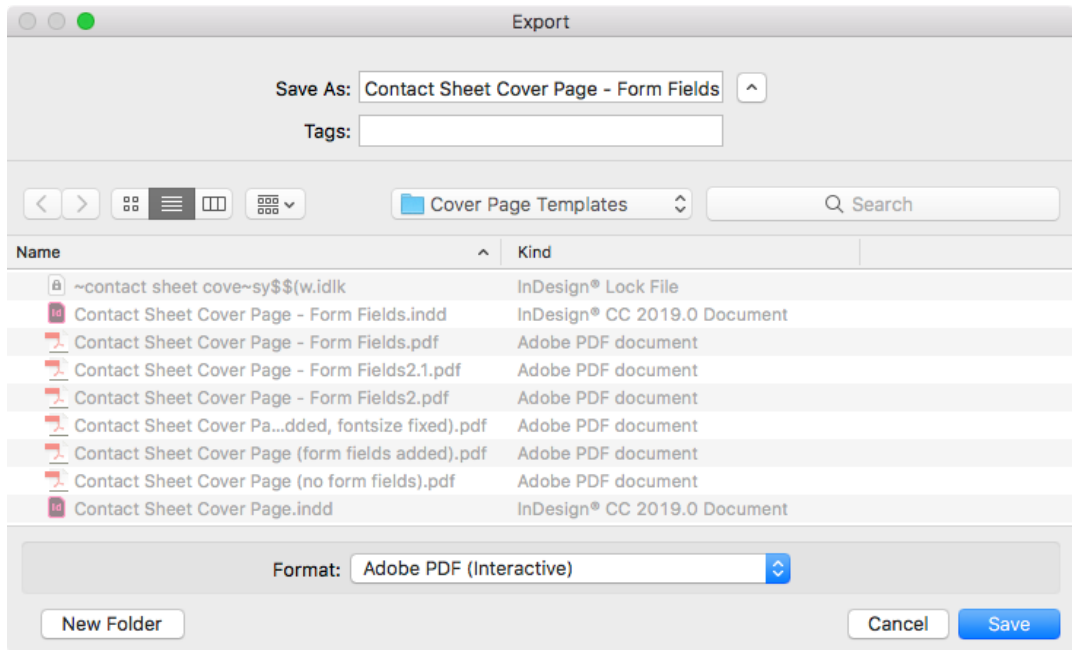 Export
Save As: Contact Sheet Cover Page - Form Fields
Tags:
Cover Page Templates
Search
Name Kind
~contact sheet cove~sy$$(w.idlk InDesign® Lock File
Contact Sheet Cover Page - Form Fields.indd InDesign® CC 2019.0 Document
Contact Sheet Cover Page - Form Fields.pdf Adobe PDF document
Contact Sheet Cover Page - Form Fields2.1.pdf Adobe PDF document
Contact Sheet Cover Page - Form Fields2.pdf Adobe PDF document
Contact Sheet Cover Pa...dded, fontsize fixed).pdf Adobe PDF document
Contact Sheet Cover Page (form fields added).pdf Adobe PDF document
Contact Sheet Cover Page (no form fields).pdf Adobe PDF document
Contact Sheet Cover Page.indd InDesign® CC 2019.0 Document
Format: Adobe PDF (Interactive)
New Folder Cancel Save